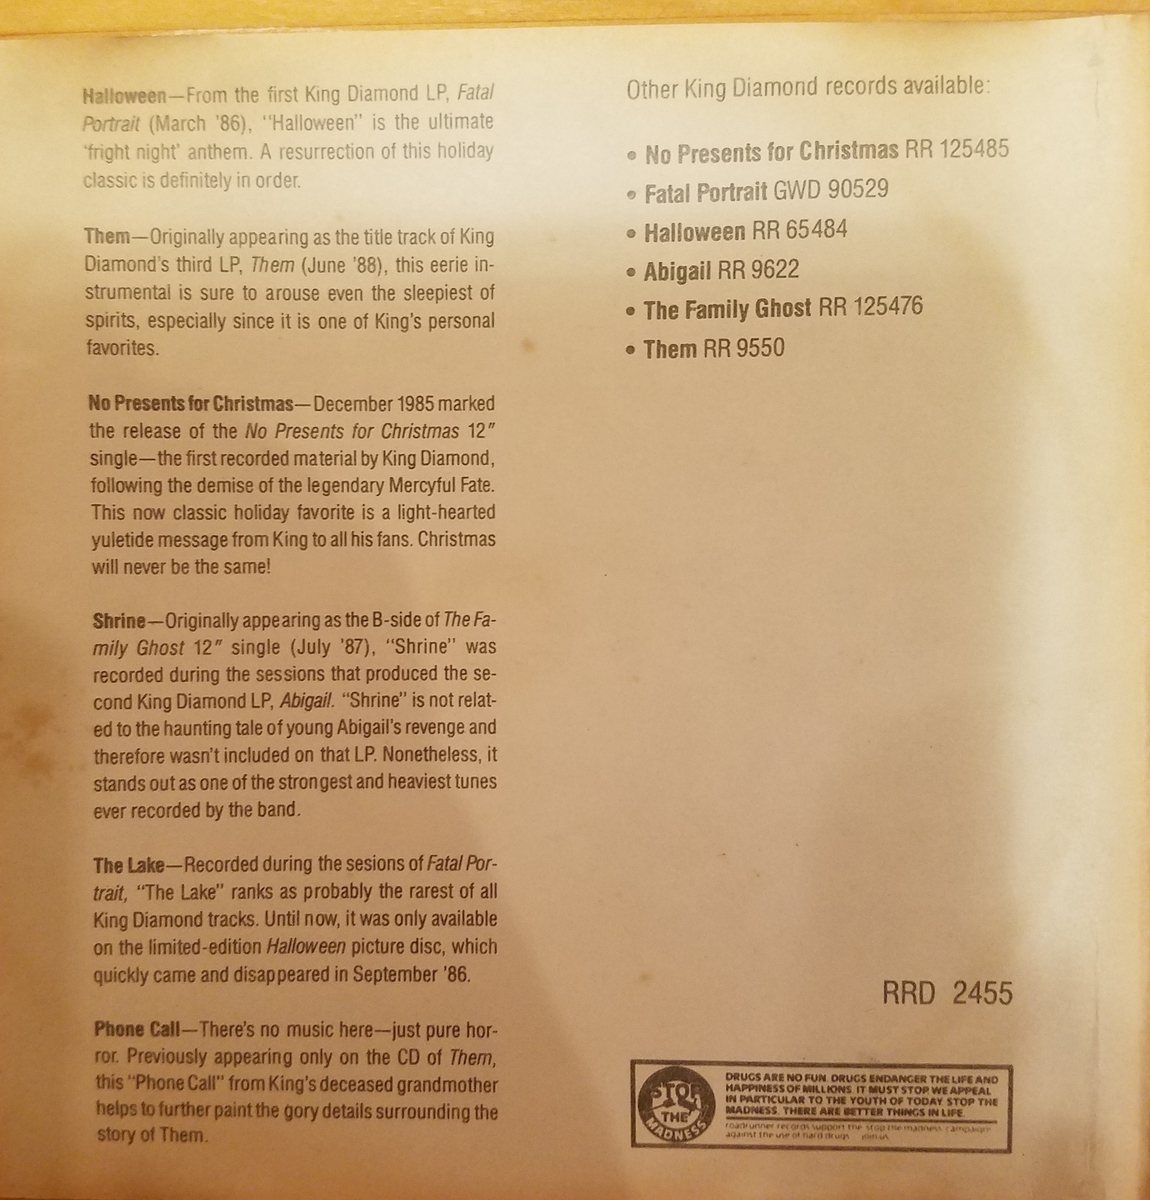 Halloween—From the first King Diamond LP, Fatal
Portrait (March '86), "Halloween" is the ultimate
'fright night' anthem. A resurrection of this holiday
classic is definitely in order.
Them—Originally appearing as the title track of King
Diamond's third LP, Them (June '88), this eerie in-
strumental is sure to arouse even the sleepiest of
spirits, especially since it is one of King's personal
favorites.
No Presents for Christmas—December 1985 marked
the release of the No Presents for Christmas 12"
single—the first recorded material by King Diamond,
following the demise of the legendary Mercyful Fate.
This now classic holiday favorite is a light-hearted
yuletide message from King to all his fans. Christmas
will never be the same!
Shrine—Originally appearing as the B-side of The Fa-
mily Ghost 12" single (July '87), "Shrine" was
recorded during the sessions that produced the se-
cond King Diamond LP, Abigail. "Shrine" is not relat-
ed to the haunting tale of young Abigail's revenge and
therefore wasn't included on that LP. Nonetheless, it
stands out as one of the strongest and heaviest tunes
ever recorded by the band.
The Lake—Recorded during the sesions of Fatal Por-
trait, "The Lake" ranks as probably the rarest of all
King Diamond tracks. Until now, it was only available
on the limited-edition Halloween picture disc, which
quickly came and disappeared in September '86.
Phone Call—There's no music here—just pure hor-
ror. Previously appearing only on the CD of Them,
this "Phone Call" from King's deceased grandmother
helps to further paint the gory details surrounding the
story of Them.
Other King Diamond records available:
• No Presents for Christmas RR 125485
• Fatal Portrait GWD 90529
• Halloween RR 65484
• Abigail RR 9622
• The Family Ghost RR 125476
• Them RR 9550
RRD 2455
STOP
THE
MADNESS
DRUGS ARE NO FUN. DRUGS ENDANGER THE LIFE AND
HAPPINESS OF MILLIONS. IT MUST STOP. WE APPEAL
IN PARTICULAR TO THE YOUTH OF TODAY. STOP THE
MADNESS. THERE ARE BETTER THINGS IN LIFE.
roadrunner records support the stop the madness campaign
against the use of hard drugs join us